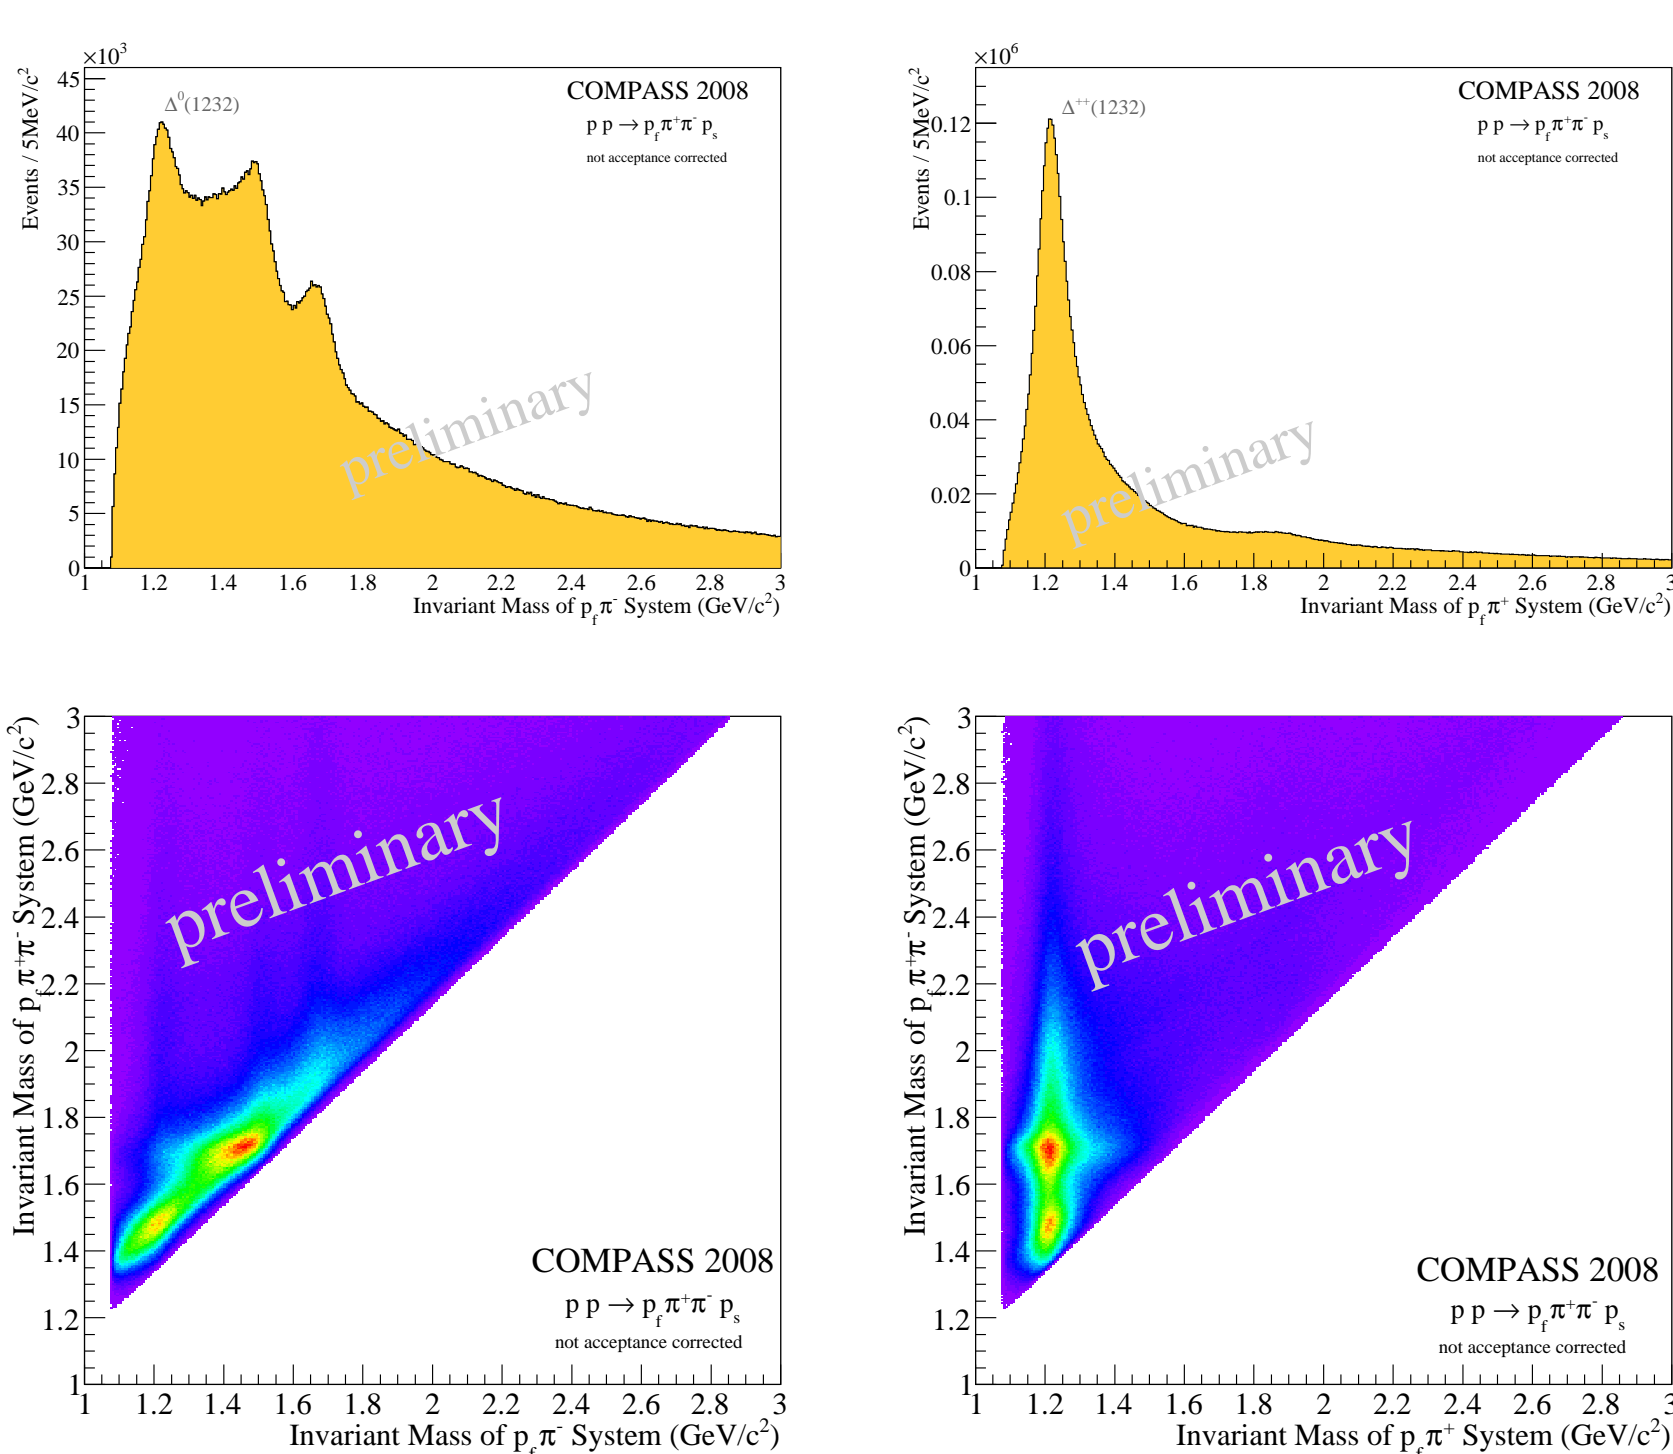 ×10³
Events / 5MeV/c²
45
40
35
30
25
20
15
10
5
0
Δ⁰(1232)
COMPASS 2008
p p → p_f π⁺π⁻ p_s
not acceptance corrected
preliminary
1 1.2 1.4 1.6 1.8 2 2.2 2.4 2.6 2.8 3
Invariant Mass of p_f π⁻ System (GeV/c²)
×10⁶
Events / 5MeV/c²
0.12
0.1
0.08
0.06
0.04
0.02
0
Δ⁺⁺(1232)
COMPASS 2008
p p → p_f π⁺π⁻ p_s
not acceptance corrected
preliminary
1 1.2 1.4 1.6 1.8 2 2.2 2.4 2.6 2.8 3
Invariant Mass of p_f π⁺ System (GeV/c²)
Invariant Mass of p_f π⁺π⁻ System (GeV/c²)
3
2.8
2.6
2.4
2.2
2
1.8
1.6
1.4
1.2
1
preliminary
COMPASS 2008
p p → p_f π⁺π⁻ p_s
not acceptance corrected
1 1.2 1.4 1.6 1.8 2 2.2 2.4 2.6 2.8 3
Invariant Mass of p_f π⁻ System (GeV/c²)
Invariant Mass of p_f π⁺π⁻ System (GeV/c²)
3
2.8
2.6
2.4
2.2
2
1.8
1.6
1.4
1.2
1
preliminary
COMPASS 2008
p p → p_f π⁺π⁻ p_s
not acceptance corrected
1 1.2 1.4 1.6 1.8 2 2.2 2.4 2.6 2.8 3
Invariant Mass of p_f π⁺ System (GeV/c²)